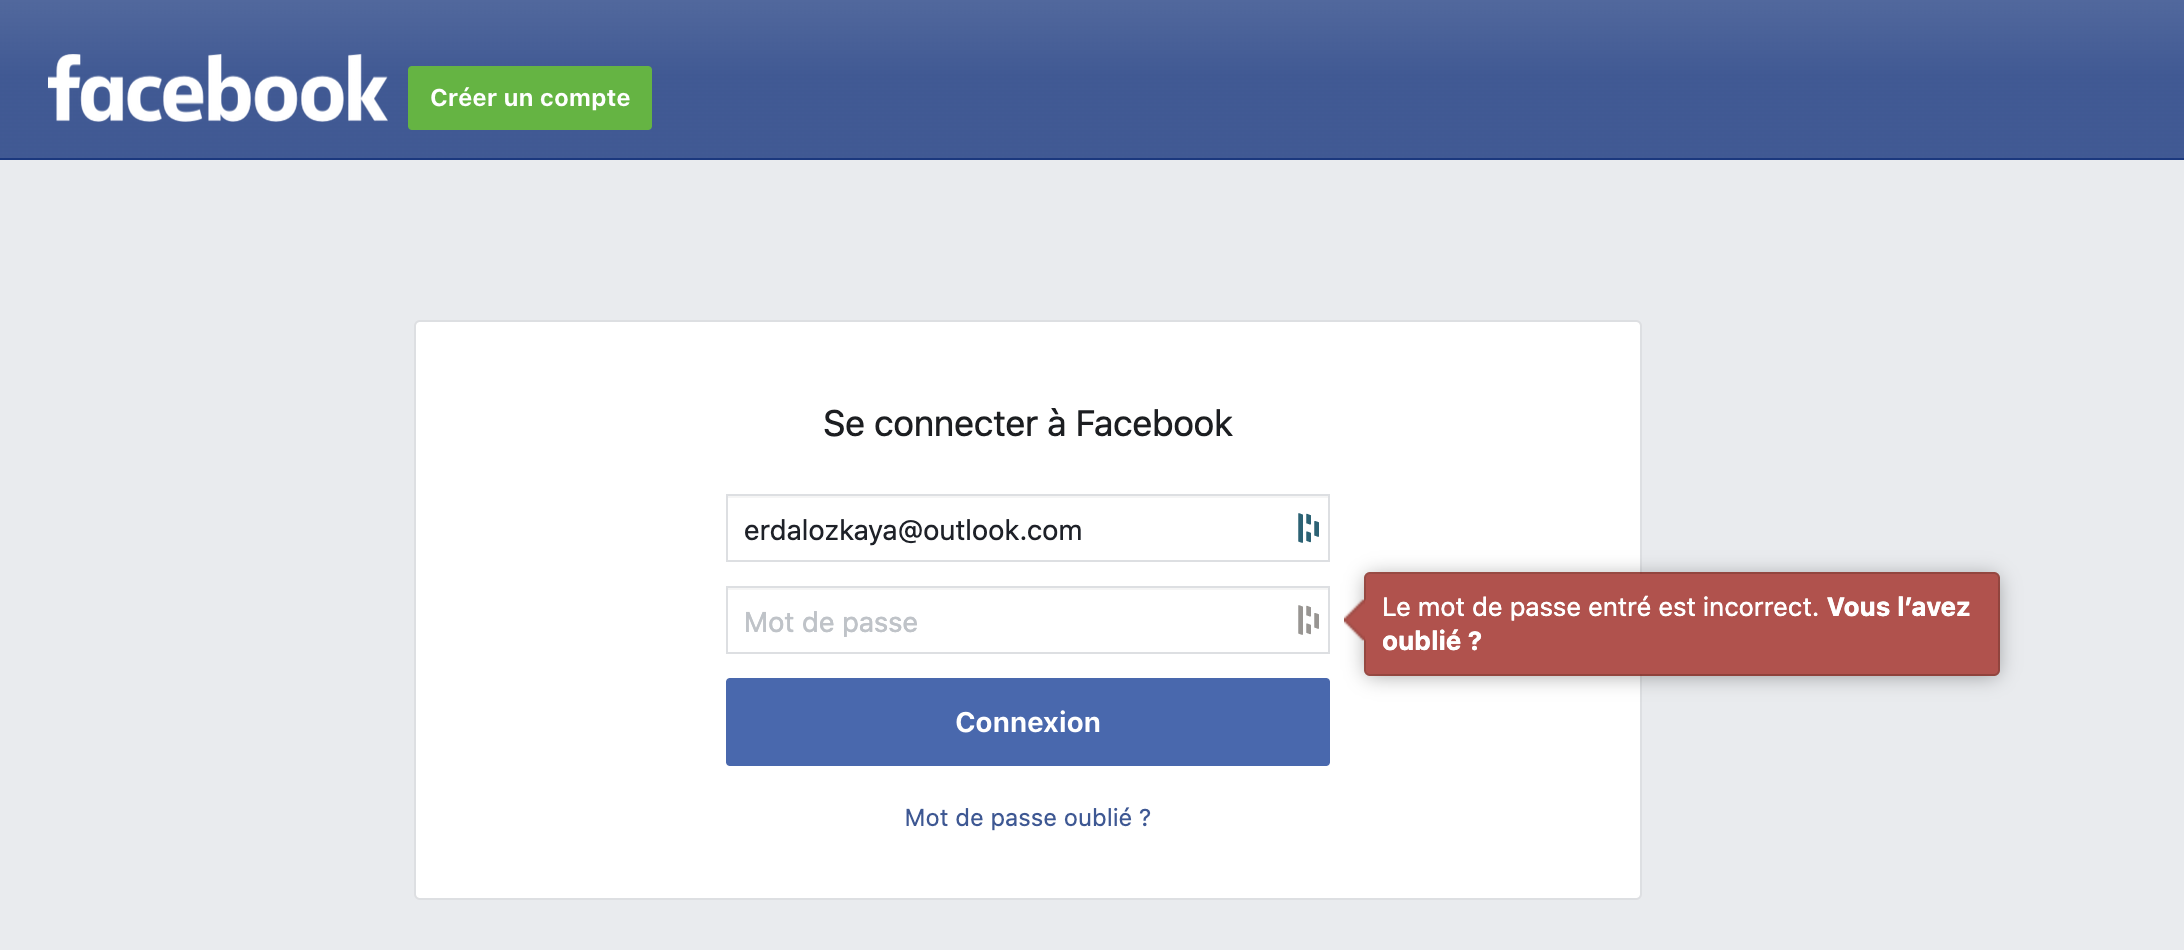 facebook
Créer un compte
Se connecter à Facebook
erdalozkaya@outlook.com
Mot de passe
Le mot de passe entré est incorrect. Vous l’avez
oublié ?
Connexion
Mot de passe oublié ?